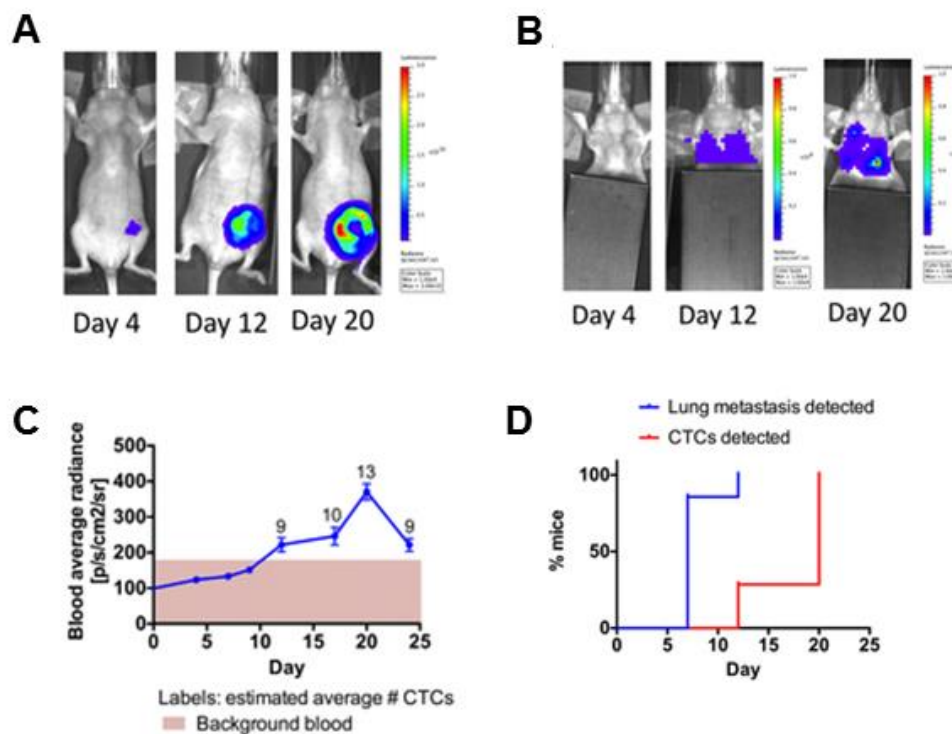 A
B
Luminescence
Luminescence
Day 4
Day 12
Day 20
Day 4
Day 12
Day 20
C
D
Lung metastasis detected
CTCs detected
Blood average radiance
[p/s/cm2/sr]
500
400
300
200
100
0
9
10
13
9
0
5
10
15
20
25
Day
Labels: estimated average # CTCs
Background blood
% mice
100
50
0
0
5
10
15
20
25
Day